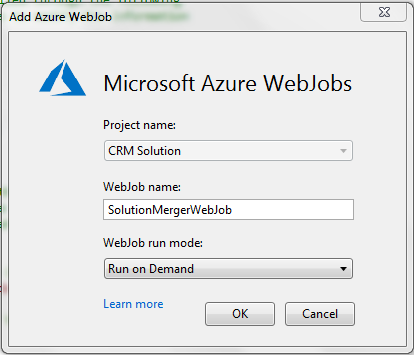 Add Azure WebJob
Microsoft Azure WebJobs
Project name:
CRM Solution
WebJob name:
SolutionMergerWebJob
WebJob run mode:
Run on Demand
Learn more
OK
Cancel